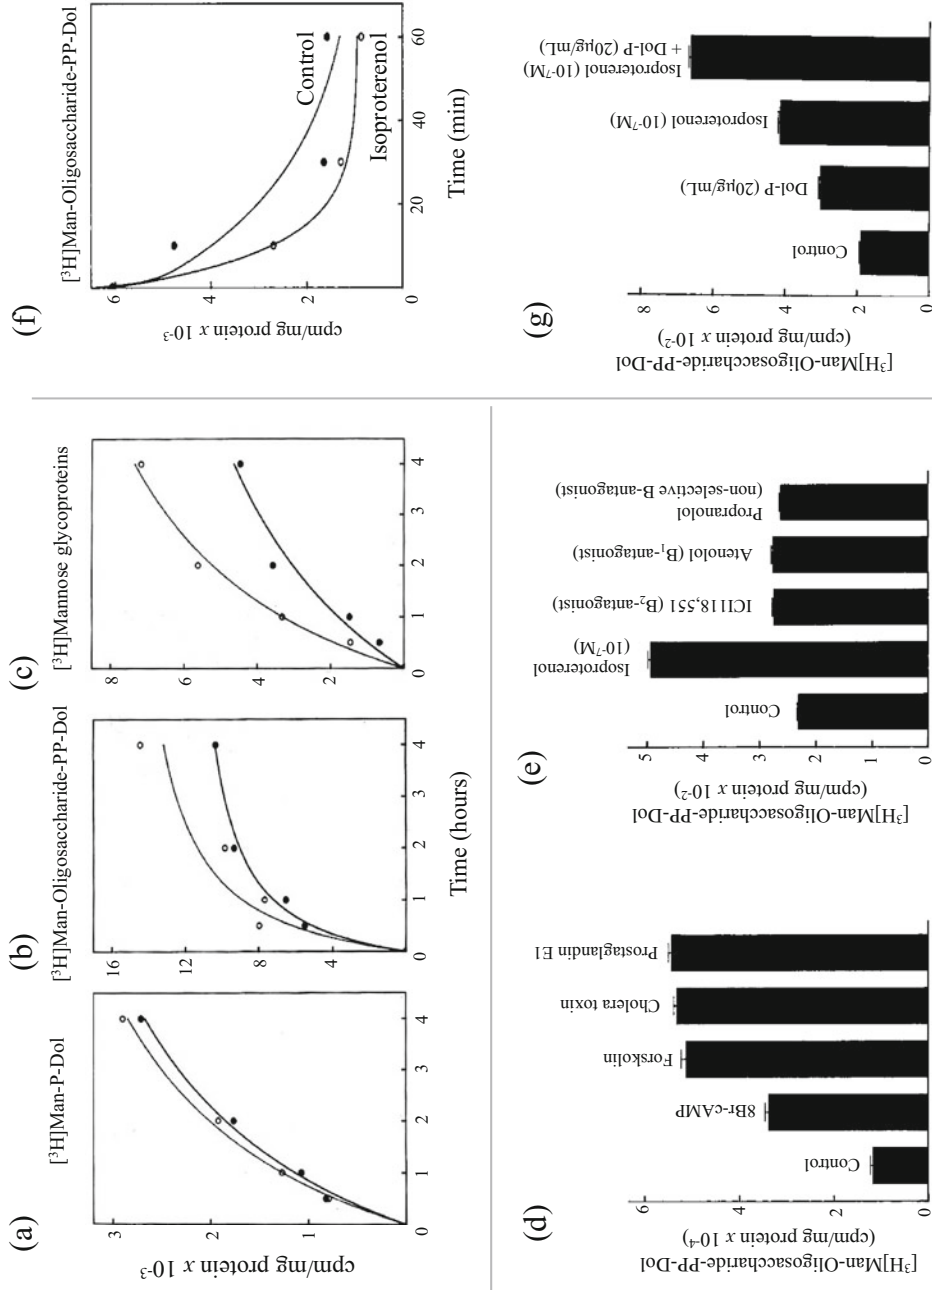 (a)
[³H]Man-P-Dol
cpm/mg protein x 10⁻³
3
2
1
0
1
2
3
4
(b)
[³H]Man-Oligosaccharide-PP-Dol
16
12
8
4
0
1
2
3
4
Time (hours)
(c)
[³H]Mannose glycoproteins
8
6
4
2
0
0
1
2
3
4
(d)
[³H]Man-Oligosaccharide-PP-Dol
(cpm/mg protein x 10⁻⁴)
6
4
2
0
Control
8Br-cAMP
Forskolin
Cholera toxin
Prostaglandin E1
(e)
[³H]Man-Oligosaccharide-PP-Dol
(cpm/mg protein x 10⁻²)
5
4
3
2
1
0
Control
Isoproterenol
(10⁻⁷M)
ICI118,551 (B₂-antagonist)
Atenolol (B₁-antagonist)
Propranolol
(non-selective B-antagonist)
(f)
[³H]Man-Oligosaccharide-PP-Dol
cpm/mg protein x 10⁻³
6
4
2
0
20
40
60
Control
Isoproterenol
Time (min)
(g)
[³H]Man-Oligosaccharide-PP-Dol
(cpm/mg protein x 10⁻²)
8
6
4
2
0
Control
Dol-P (20µg/mL)
Isoproterenol (10⁻⁷M)
Isoproterenol (10⁻⁷M)
+ Dol-P (20µg/mL)